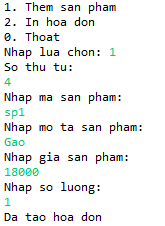 1. Them san pham
2. In hoa don
0. Thoat
Nhap lua chon: 1
So thu tu:
4
Nhap ma san pham:
sp1
Nhap mo ta san pham:
Gao
Nhap gia san pham:
18000
Nhap so luong:
1
Da tao hoa don